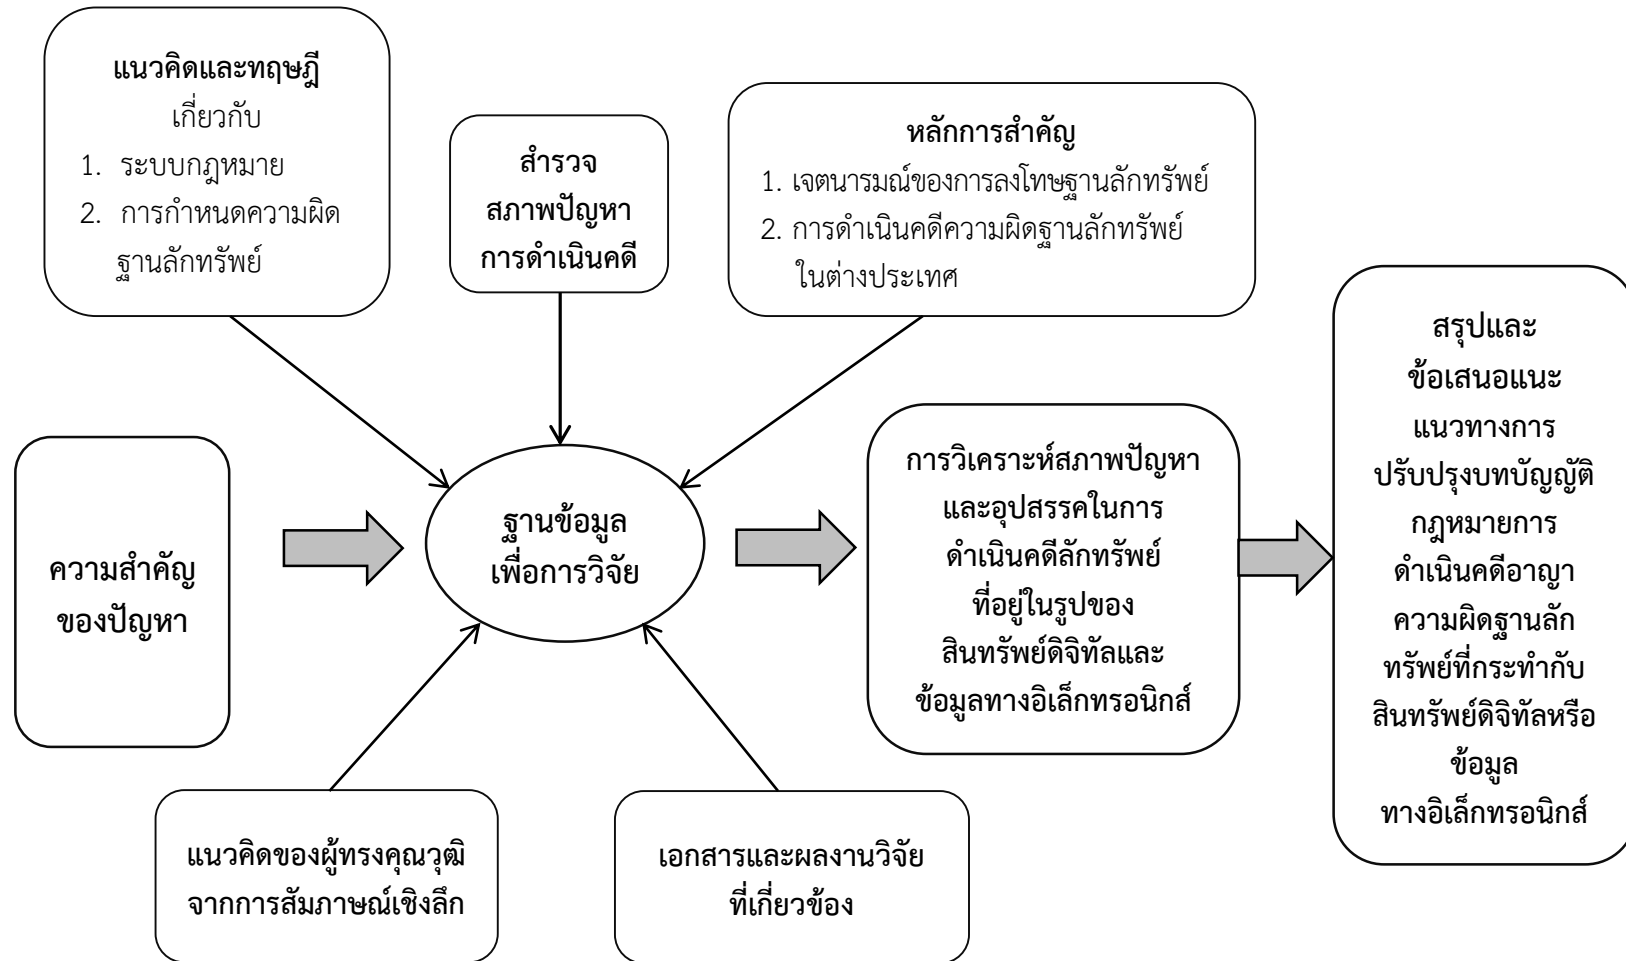 แนวคิดและทฤษฎี
เกี่ยวกับ
1. ระบบกฎหมาย
2. การกำหนดความผิด
ฐานลักทรัพย์
สำรวจ
สภาพปัญหา
การดำเนินคดี
หลักการสำคัญ
1. เจตนารมณ์ของการลงโทษฐานลักทรัพย์
2. การดำเนินคดีความผิดฐานลักทรัพย์
ในต่างประเทศ
ความสำคัญ
ของปัญหา
ฐานข้อมูล
เพื่อการวิจัย
การวิเคราะห์สภาพปัญหา
และอุปสรรคในการ
ดำเนินคดีลักทรัพย์
ที่อยู่ในรูปของ
สินทรัพย์ดิจิทัลและ
ข้อมูลทางอิเล็กทรอนิกส์
สรุปและ
ข้อเสนอแนะ
แนวทางการ
ปรับปรุงบทบัญญัติ
กฎหมายการ
ดำเนินคดีอาญา
ความผิดฐานลัก
ทรัพย์ที่กระทำกับ
สินทรัพย์ดิจิทัลหรือ
ข้อมูล
ทางอิเล็กทรอนิกส์
แนวคิดของผู้ทรงคุณวุฒิ
จากการสัมภาษณ์เชิงลึก
เอกสารและผลงานวิจัย
ที่เกี่ยวข้อง